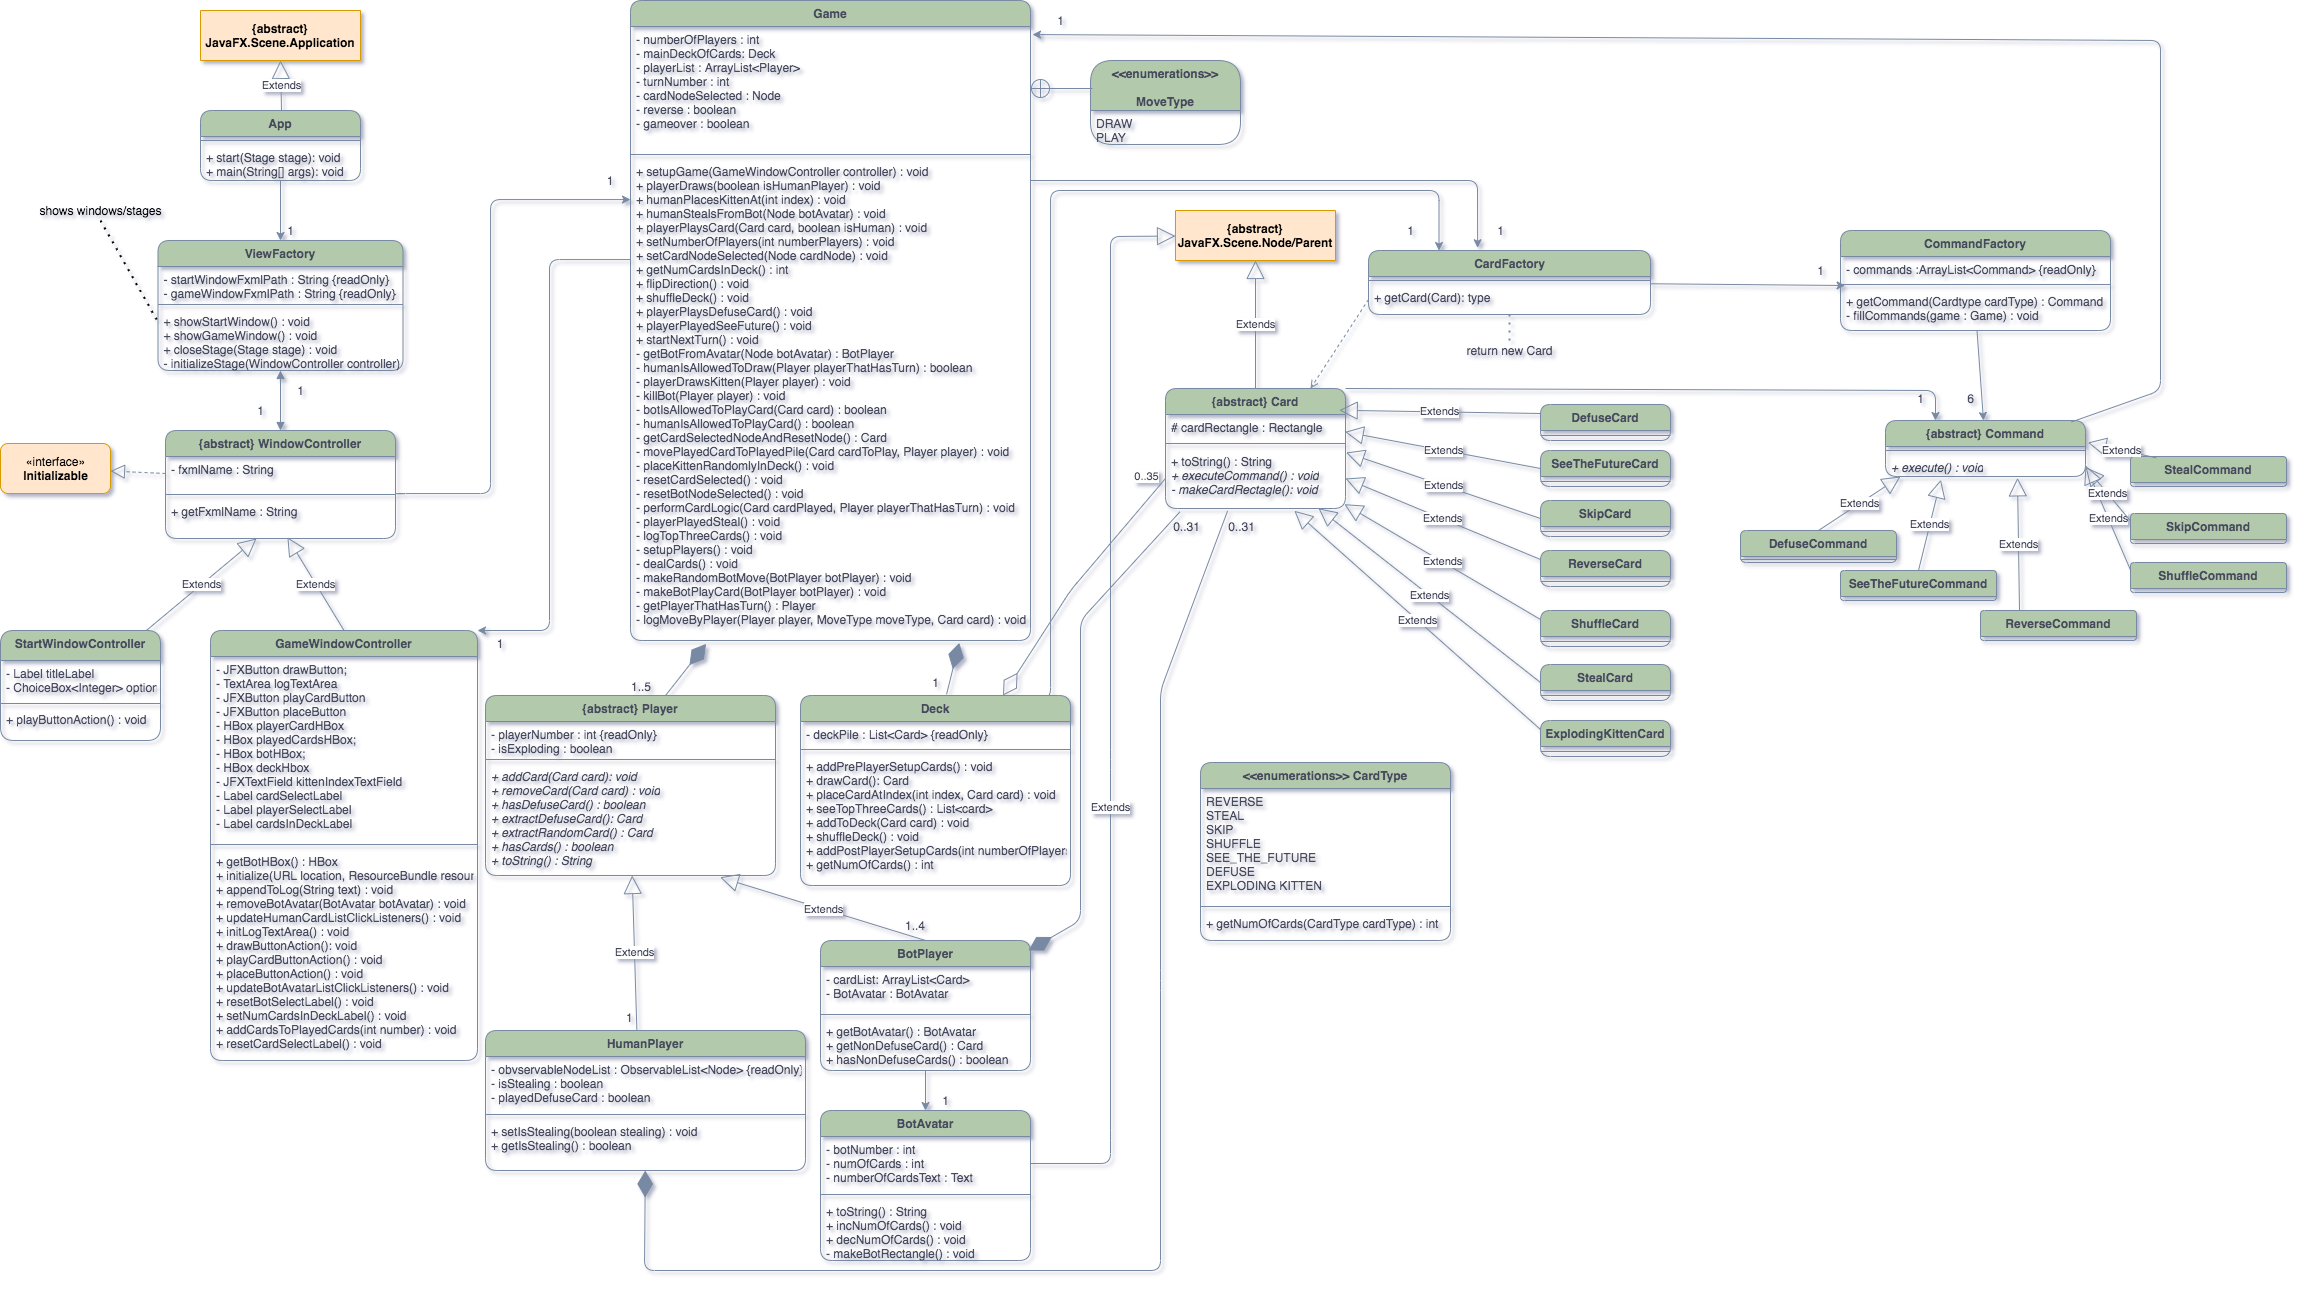 {abstract}
JavaFX.Scene.Application
Extends
App
+ start(Stage stage): void
+ main(String[] args): void
shows windows/stages
1
ViewFactory
- startWindowFxmlPath : String {readOnly}
- gameWindowFxmlPath : String {readOnly}
+ showStartWindow() : void
+ showGameWindow() : void
+ closeStage(Stage stage) : void
- initializeStage(WindowController controller)
1
1
{abstract} WindowController
- fxmlName : String
+ getFxmlName : String
«interface»
Initializable
Extends
Extends
StartWindowController
- Label titleLabel
- ChoiceBox<Integer> option
+ playButtonAction() : void
GameWindowController
- JFXButton drawButton;
- TextArea logTextArea
- JFXButton playCardButton
- JFXButton placeButton
- HBox playerCardHBox
- HBox playedCardsHBox;
- HBox botHBox;
- HBox deckHbox
- JFXTextField kittenIndexTextField
- Label cardSelectLabel
- Label playerSelectLabel
- Label cardsInDeckLabel
+ getBotHBox() : HBox
+ initialize(URL location, ResourceBundle resour
+ appendToLog(String text) : void
+ removeBotAvatar(BotAvatar botAvatar) : void
+ updateHumanCardListClickListeners() : void
+ initLogTextArea() : void
+ drawButtonAction(): void
+ playCardButtonAction() : void
+ placeButtonAction() : void
+ updateBotAvatarListClickListeners() : void
+ resetBotSelectLabel() : void
+ setNumCardsInDeckLabel() : void
+ addCardsToPlayedCards(int number) : void
+ resetCardSelectLabel() : void
1
1
Game
- numberOfPlayers : int
- mainDeckOfCards: Deck
- playerList : ArrayList<Player>
- turnNumber : int
- cardNodeSelected : Node
- reverse : boolean
- gameover : boolean
+ setupGame(GameWindowController controller) : void
+ playerDraws(boolean isHumanPlayer) : void
+ humanPlacesKittenAt(int index) : void
+ humanStealsFromBot(Node botAvatar) : void
+ playerPlaysCard(Card card, boolean isHuman) : void
+ setNumberOfPlayers(int numberPlayers) : void
+ setCardNodeSelected(Node cardNode) : void
+ getNumCardsInDeck() : int
+ flipDirection() : void
+ shuffleDeck() : void
+ playerPlaysDefuseCard() : void
+ playerPlayedSeeFuture() : void
+ startNextTurn() : void
- getBotFromAvatar(Node botAvatar) : BotPlayer
- humanIsAllowedToDraw(Player playerThatHasTurn) : boolean
- playerDrawsKitten(Player player) : void
- killBot(Player player) : void
- botIsAllowedToPlayCard(Card card) : boolean
- humanIsAllowedToPlayCard() : boolean
- getCardSelectedNodeAndResetNode() : Card
- movePlayedCardToPlayedPile(Card cardToPlay, Player player) : void
- placeKittenRandomlyInDeck() : void
- resetCardSelected() : void
- resetBotNodeSelected() : void
- performCardLogic(Card cardPlayed, Player playerThatHasTurn) : void
- playerPlayedSteal() : void
- logTopThreeCards() : void
- setupPlayers() : void
- dealCards() : void
- makeRandomBotMove(BotPlayer botPlayer) : void
- makeBotPlayCard(BotPlayer botPlayer) : void
- getPlayerThatHasTurn() : Player
- logMoveByPlayer(Player player, MoveType moveType, Card card) : void
1
<<enumerations>>
MoveType
DRAW
PLAY
1..5
{abstract} Player
- playerNumber : int {readOnly}
- isExploding : boolean
+ addCard(Card card): void
+ removeCard(Card card) : void
+ hasDefuseCard() : boolean
+ extractDefuseCard(): Card
+ extractRandomCard() : Card
+ hasCards() : boolean
+ toString() : String
1
Deck
- deckPile : List<Card> {readOnly}
+ addPrePlayerSetupCards() : void
+ drawCard(): Card
+ placeCardAtIndex(int index, Card card) : void
+ seeTopThreeCards() : List<card>
+ addToDeck(Card card) : void
+ shuffleDeck() : void
+ addPostPlayerSetupCards(int numberOfPlayer
+ getNumOfCards() : int
Extends
Extends
1
HumanPlayer
- obvservableNodeList : ObservableList<Node> {readOnly}
- isStealing : boolean
- playedDefuseCard : boolean
+ setIsStealing(boolean stealing) : void
+ getIsStealing() : boolean
1..4
BotPlayer
- cardList: ArrayList<Card>
- BotAvatar : BotAvatar
+ getBotAvatar() : BotAvatar
+ getNonDefuseCard() : Card
+ hasNonDefuseCards() : boolean
1
BotAvatar
- botNumber : int
- numOfCards : int
- numberOfCardsText : Text
+ toString() : String
+ incNumOfCards() : void
+ decNumOfCards() : void
- makeBotRectangle() : void
Extends
{abstract}
JavaFX.Scene.Node/Parent
Extends
1
1
CardFactory
+ getCard(Card): type
return new Card
1
CommandFactory
- commands :ArrayList<Command> {readOnly}
+ getCommand(Cardtype cardType) : Command
- fillCommands(game : Game) : void
{abstract} Card
# cardRectangle : Rectangle
+ toString() : String
+ executeCommand() : void
- makeCardRectagle(): void
0..35
0..31
0..31
Extends
Extends
Extends
Extends
Extends
Extends
Extends
DefuseCard
SeeTheFutureCard
SkipCard
ReverseCard
ShuffleCard
StealCard
ExplodingKittenCard
1
6
{abstract} Command
+ execute() : void
Extends
Extends
Extends
Extends
Extends
Extends
StealCommand
SkipCommand
ShuffleCommand
DefuseCommand
SeeTheFutureCommand
ReverseCommand
<<enumerations>> CardType
REVERSE
STEAL
SKIP
SHUFFLE
SEE_THE_FUTURE
DEFUSE
EXPLODING KITTEN
+ getNumOfCards(CardType cardType) : int